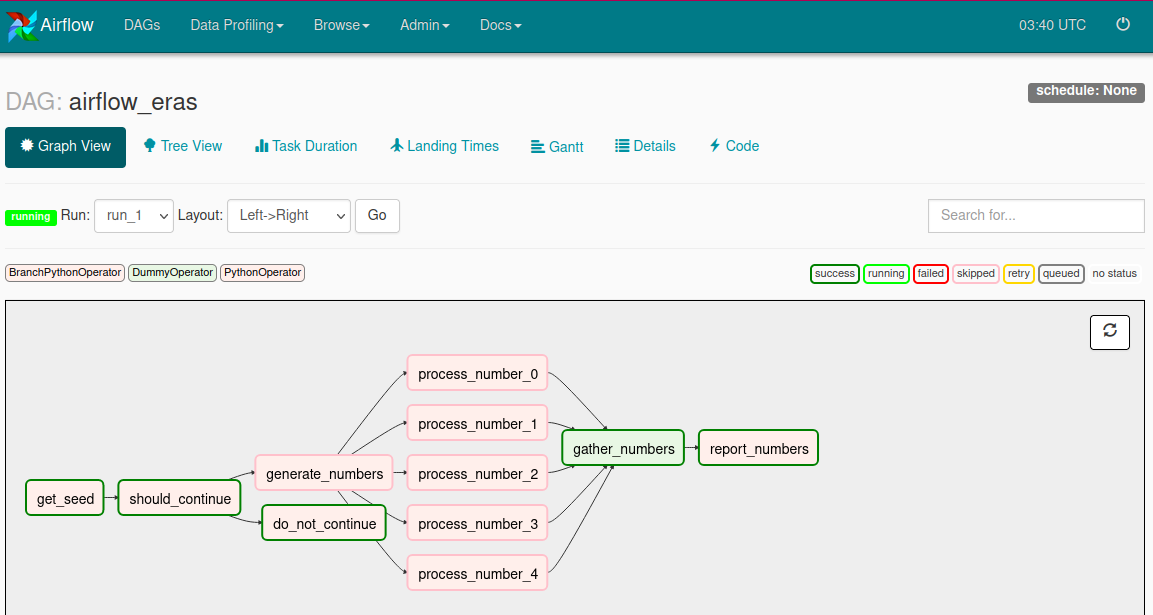 Airflow DAGs Data Profiling Browse Admin Docs 03:40 UTC
DAG: airflow_eras
schedule: None
Graph View Tree View Task Duration Landing Times Gantt Details Code
running Run: run_1 Layout: Left->Right Go Search for...
BranchPythonOperator DummyOperator PythonOperator success running failed skipped retry queued no status
process_number_0
process_number_1
gather_numbers report_numbers
generate_numbers process_number_2
get_seed should_continue
do_not_continue process_number_3
process_number_4